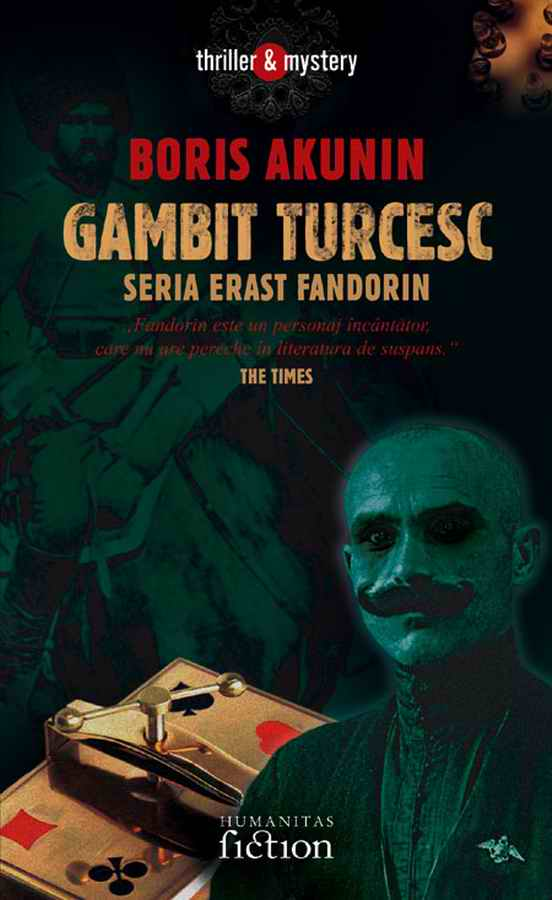 thriller & mystery
BORIS AKUNIN
GAMBIT TURCESC
SERIA ERAST FANDORIN
„Fandorin este un personaj încântător,
care nu are pereche în literatura de suspans.“
THE TIMES
HUMANITAS
fiction